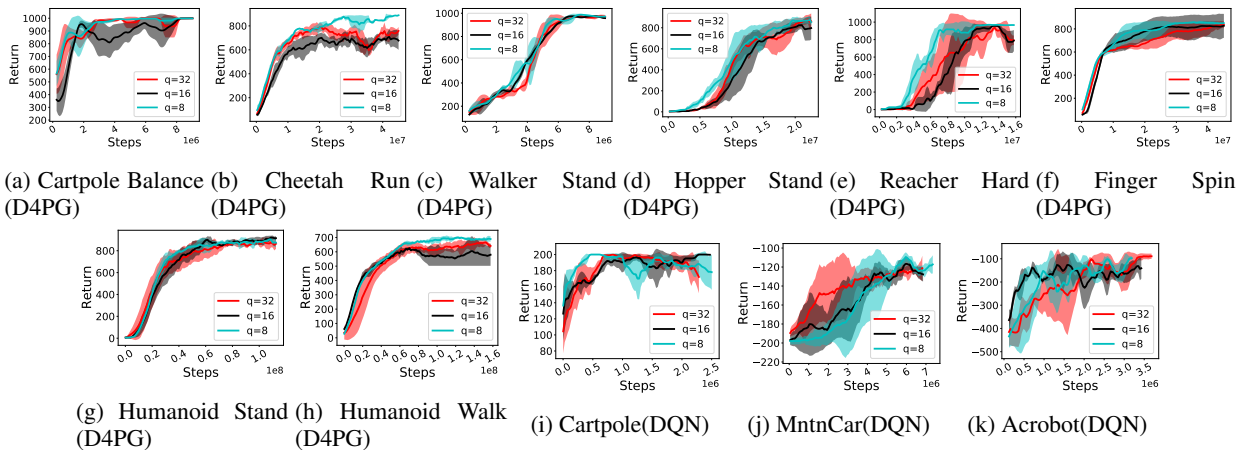 1000
900
800
700
600
500
400
300
200
Return
q=32
q=16
q=8
0
2
4
6
8
1e6
Steps
800
600
400
200
Return
q=32
q=16
q=8
0
1
2
3
4
5
1e7
Steps
1000
800
600
400
200
Return
q=32
q=16
q=8
0
2
4
6
8
1e6
Steps
800
600
400
200
0
Return
q=32
q=16
q=8
0.0
0.5
1.0
1.5
2.0
1e7
Steps
1000
800
600
400
200
0
Return
q=32
q=16
q=8
0.0
0.2
0.4
0.6
0.8
1.0
1.2
1.4
1.6
1e7
Steps
800
600
400
200
Return
q=32
q=16
q=8
0
1
2
3
4
1e7
Steps
(a) Cartpole Balance (D4PG)
(b) Cheetah Run (D4PG)
(c) Walker Stand (D4PG)
(d) Hopper Stand (D4PG)
(e) Reacher Hard (D4PG)
(f) Finger Spin (D4PG)
800
600
400
200
0
Return
q=32
q=16
q=8
0.0
0.2
0.4
0.6
0.8
1.0
1e8
Steps
700
600
500
400
300
200
100
0
Return
q=32
q=16
q=8
0.0
0.2
0.4
0.6
0.8
1.0
1.2
1.4
1.6
1e8
Steps
200
180
160
140
120
100
80
Return
q=32
q=16
q=8
0.0
0.5
1.0
1.5
2.0
2.5
1e6
Steps
−100
−120
−140
−160
−180
−200
−220
Return
q=32
q=16
q=8
0
1
2
3
4
5
6
7
1e6
Steps
−100
−200
−300
−400
−500
Return
q=32
q=16
q=8
0.0
0.5
1.0
1.5
2.0
2.5
3.0
3.5
1e6
Steps
(g) Humanoid Stand (D4PG)
(h) Humanoid Walk (D4PG)
(i) Cartpole(DQN)
(j) MntnCar(DQN)
(k) Acrobot(DQN)